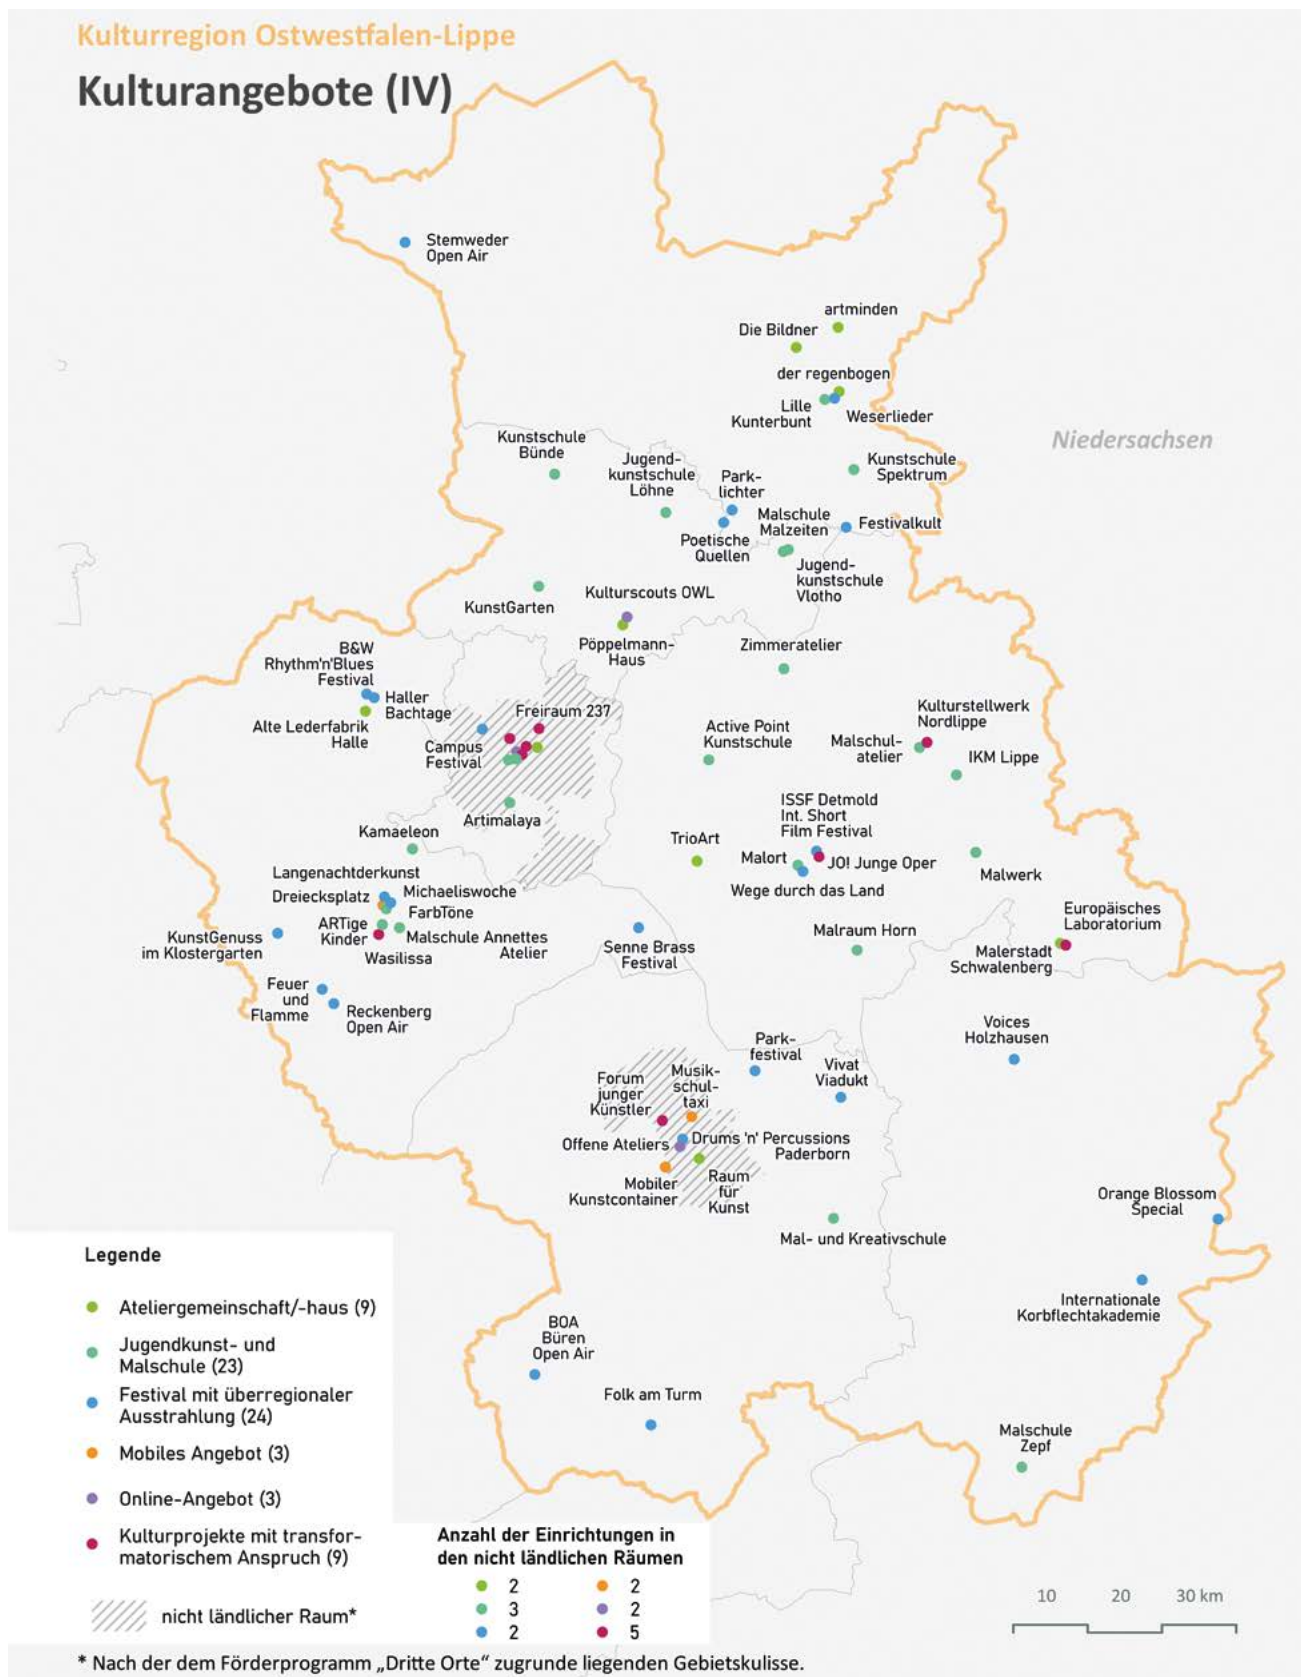 Kulturregion Ostwestfalen-Lippe
Kulturangebote (IV)
Stemweder
Open Air
artminden
Die Bildner
der regenbogen
Lille
Kunterbunt
Weserlieder
Niedersachsen
Kunstschule
Bünde
Jugend-
kunstschule
Löhne
Park-
lichter
Kunstschule
Spektrum
Malschule
Malzeiten
Festivalkult
Poetische
Quellen
Jugend-
kunstschule
Vlotho
KunstGarten
Kulturscouts OWL
Pöppelmann-
Haus
Zimmeratelier
B&W
Rhythm'n'Blues
Festival
Haller
Bachtage
Alte Lederfabrik
Halle
Freiraum 237
Campus
Festival
Active Point
Kunstschule
Kulturstellwerk
Nordlippe
Malschul-
atelier
IKM Lippe
Artimalaya
ISSF Detmold
Int. Short
Film Festival
Kamaeleon
TrioArt
Malort
JO! Junge Oper
Wege durch das Land
Malwerk
Langenachtderkunst
Dreiecksplatz
Michaeliswoche
FarbTöne
ARTige
Kinder
Malschule Annettes
Atelier
Wasilissa
KunstGenuss
im Klostergarten
Senne Brass
Festival
Malraum Horn
Europäisches
Laboratorium
Malerstadt
Schwalenberg
Feuer
und
Flamme
Reckenberg
Open Air
Voices
Holzhausen
Park-
festival
Vivat
Viadukt
Forum
junger
Künstler
Musik-
schul-
taxi
Offene Ateliers
Drums 'n' Percussions
Paderborn
Mobiler
Kunstcontainer
Raum
für
Kunst
Mal- und Kreativschule
Orange Blossom
Special
Internationale
Korbflechtakademie
BOA
Büren
Open Air
Folk am Turm
Malschule
Zepf
Legende
Ateliergemeinschaft/-haus (9)
Jugendkunst- und
Malschule (23)
Festival mit überregionaler
Ausstrahlung (24)
Mobiles Angebot (3)
Online-Angebot (3)
Kulturprojekte mit transfor-
matorischem Anspruch (9)
nicht ländlicher Raum*
Anzahl der Einrichtungen in
den nicht ländlichen Räumen
2 2
3 2
2 5
10 20 30 km
* Nach der dem Förderprogramm „Dritte Orte“ zugrunde liegenden Gebietskulisse.